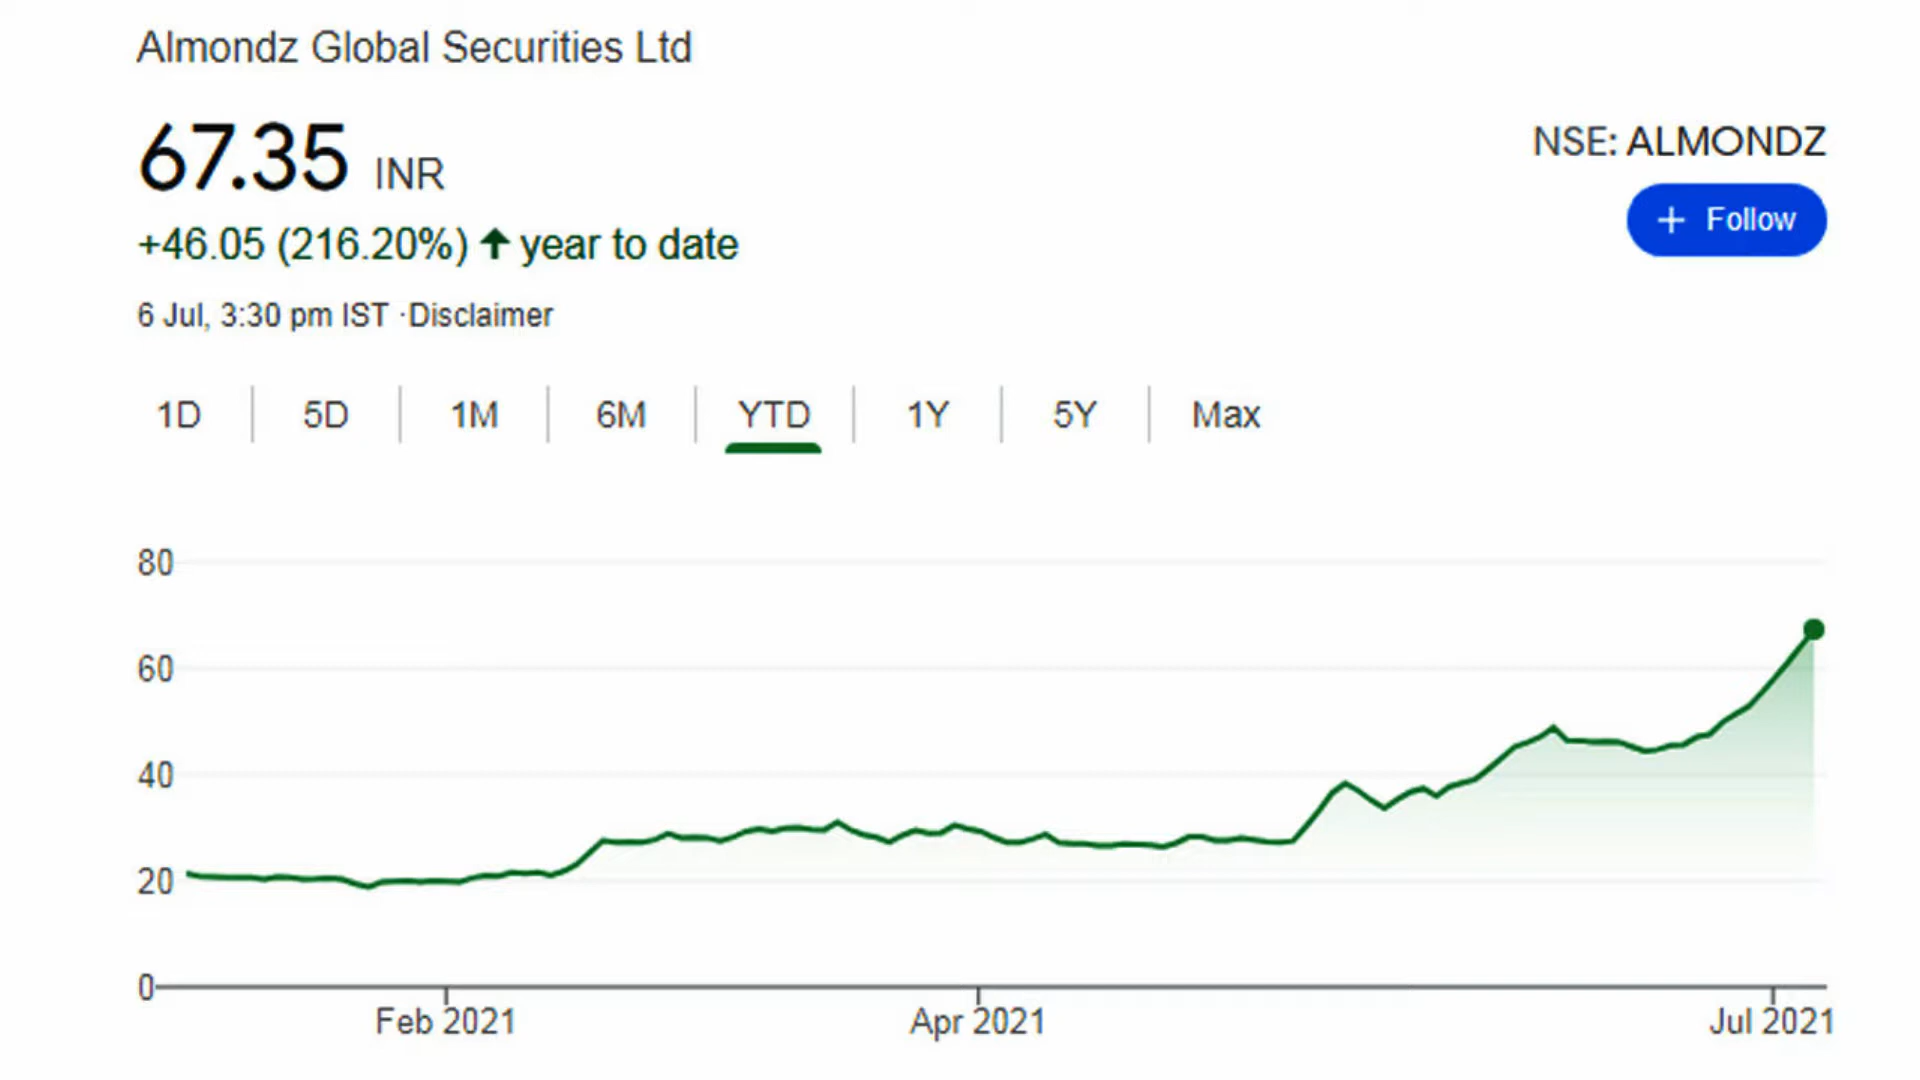 Almondz Global Securities Ltd
67.35 INR
NSE: ALMONDZ
+ Follow
+46.05 (216.20%) ↑ year to date
6 Jul, 3:30 pm IST ·Disclaimer
1D 5D 1M 6M YTD 1Y 5Y Max
80
60
40
20
0
Feb 2021 Apr 2021 Jul 2021